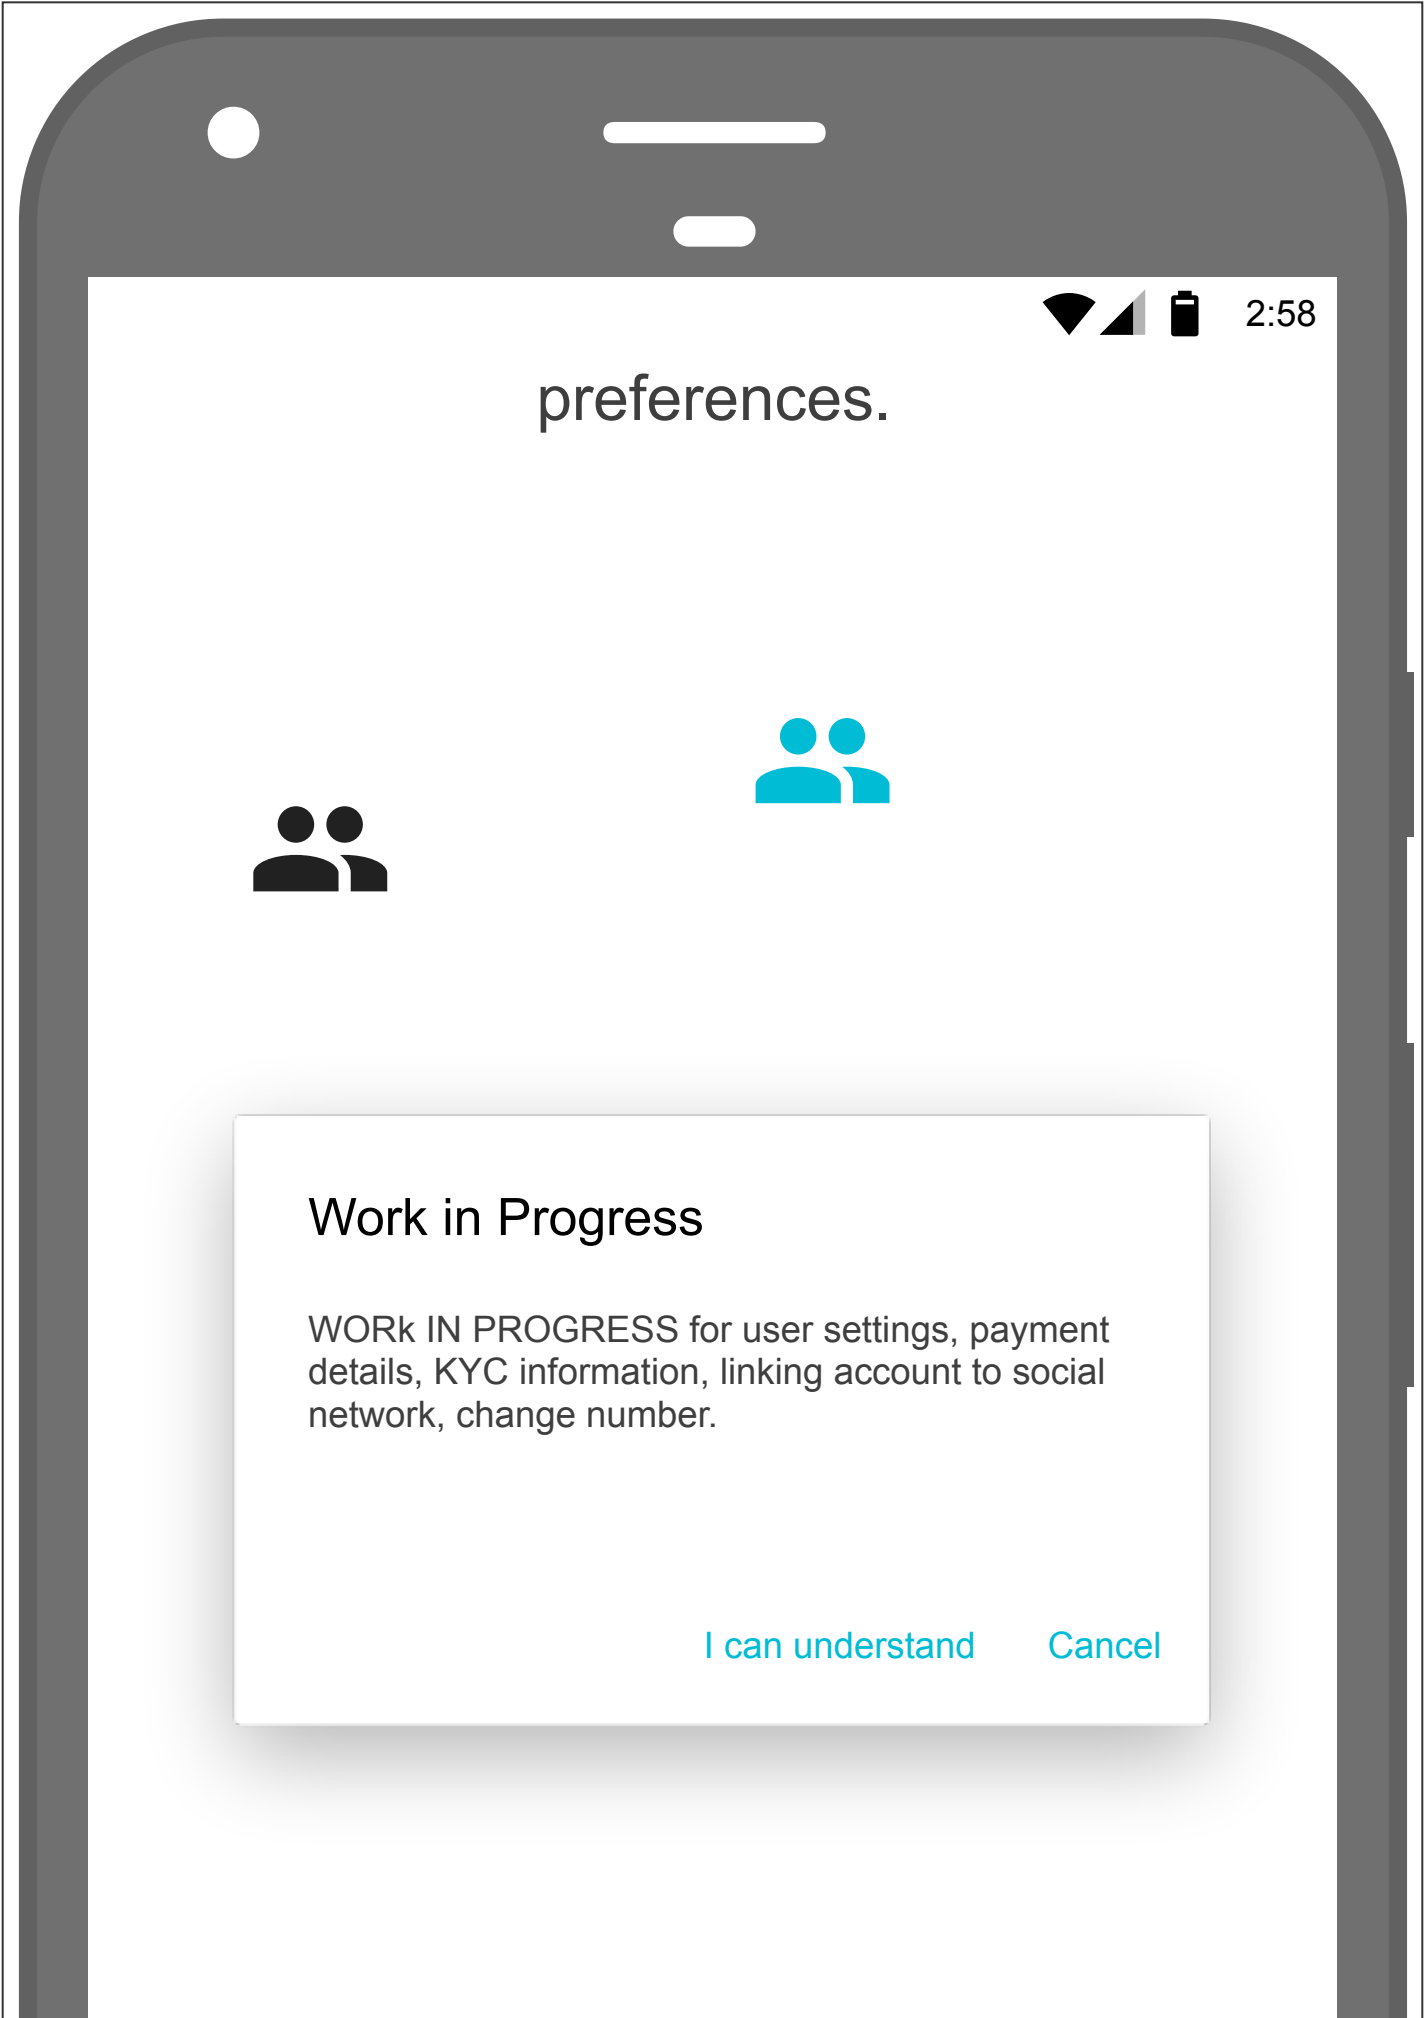 2:58
preferences.
Work in Progress
WORk IN PROGRESS for user settings, payment
details, KYC information, linking account to social
network, change number.
I can understand Cancel